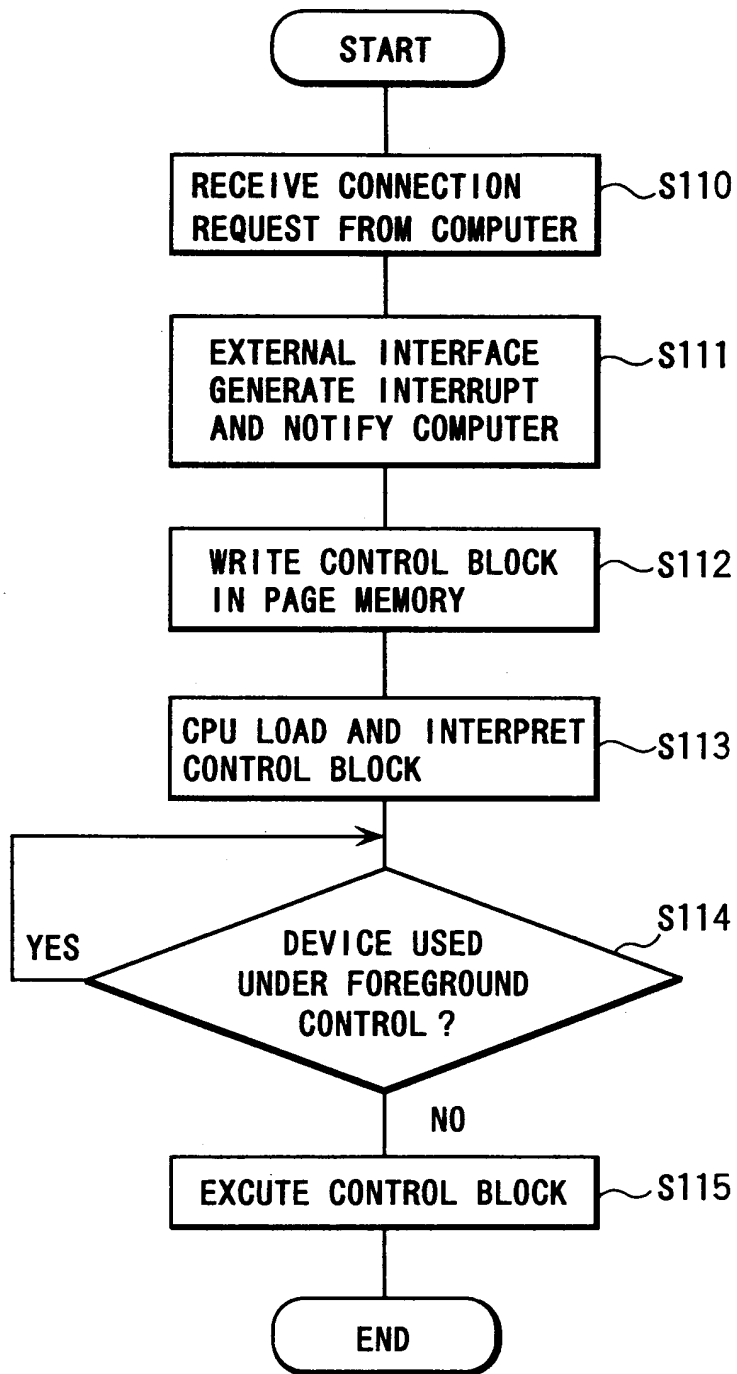 START
RECEIVE CONNECTION
REQUEST FROM COMPUTER
S110
EXTERNAL INTERFACE
GENERATE INTERRUPT
AND NOTIFY COMPUTER
S111
WRITE CONTROL BLOCK
IN PAGE MEMORY
S112
CPU LOAD AND INTERPRET
CONTROL BLOCK
S113
DEVICE USED
UNDER FOREGROUND
CONTROL ?
S114
YES
NO
EXCUTE CONTROL BLOCK
S115
END